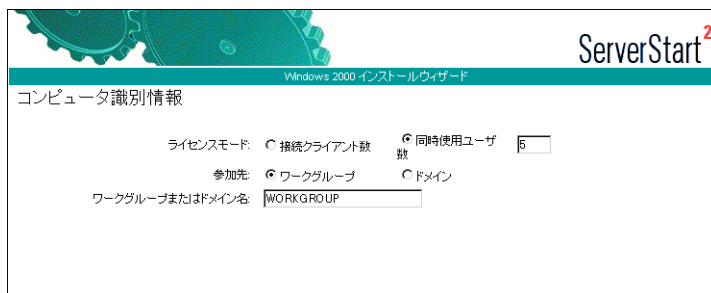 ServerStart2
Windows 2000 インストールウィザード
コンピュータ識別情報
ライセンスモード: 接続クライアント数 同時使用ユーザ数 5
参加先: ワークグループ ドメイン
ワークグループまたはドメイン名: WORKGROUP